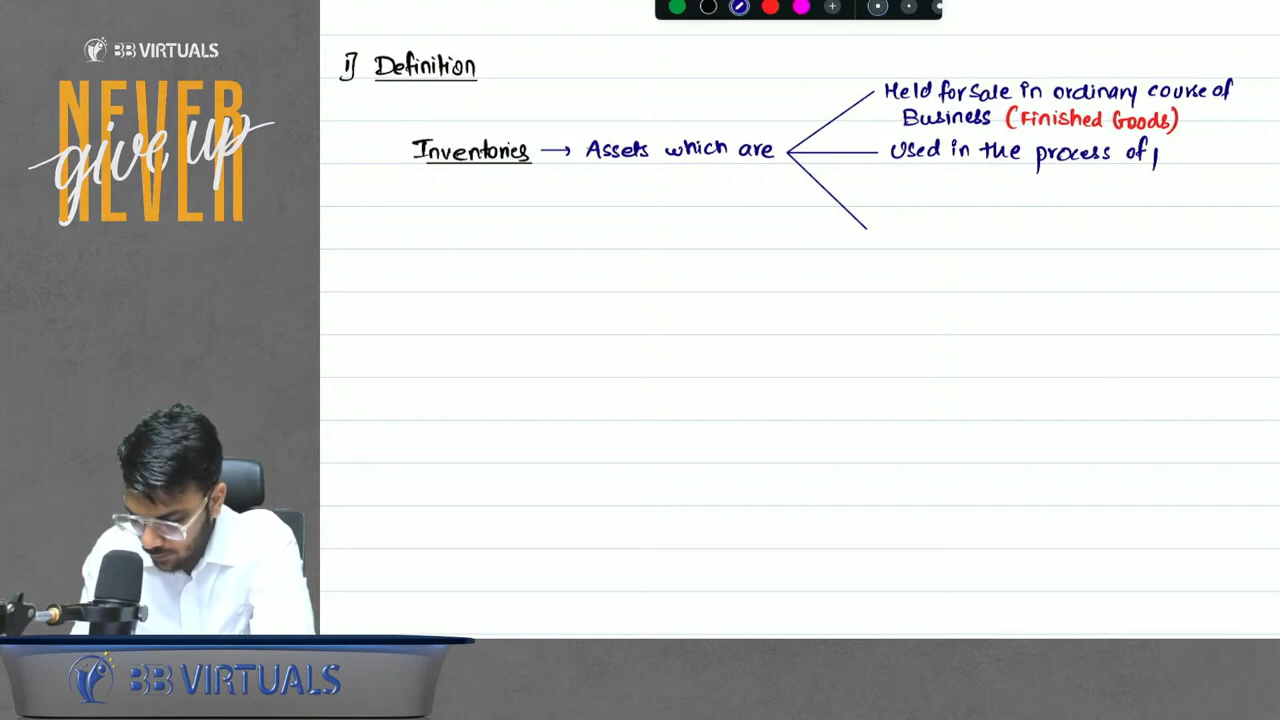 BB VIRTUALS
NEVER
give up
NEVER
1) Definition
Held for sale in ordinary course of
Business (Finished Goods)
Inventories → Assets which are
Used in the process of
BB VIRTUALS